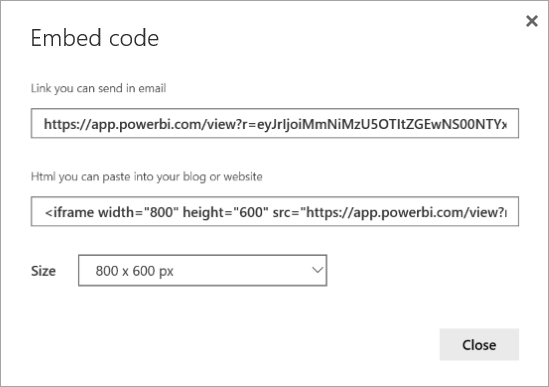 Embed code
Link you can send in email
https://app.powerbi.com/view?r=eyJrIjoiMmNiMzU5OTItZGEwNS00NTYx
Html you can paste into your blog or website
<iframe width="800" height="600" src="https://app.powerbi.com/view?r
Size 800 x 600 px
Close